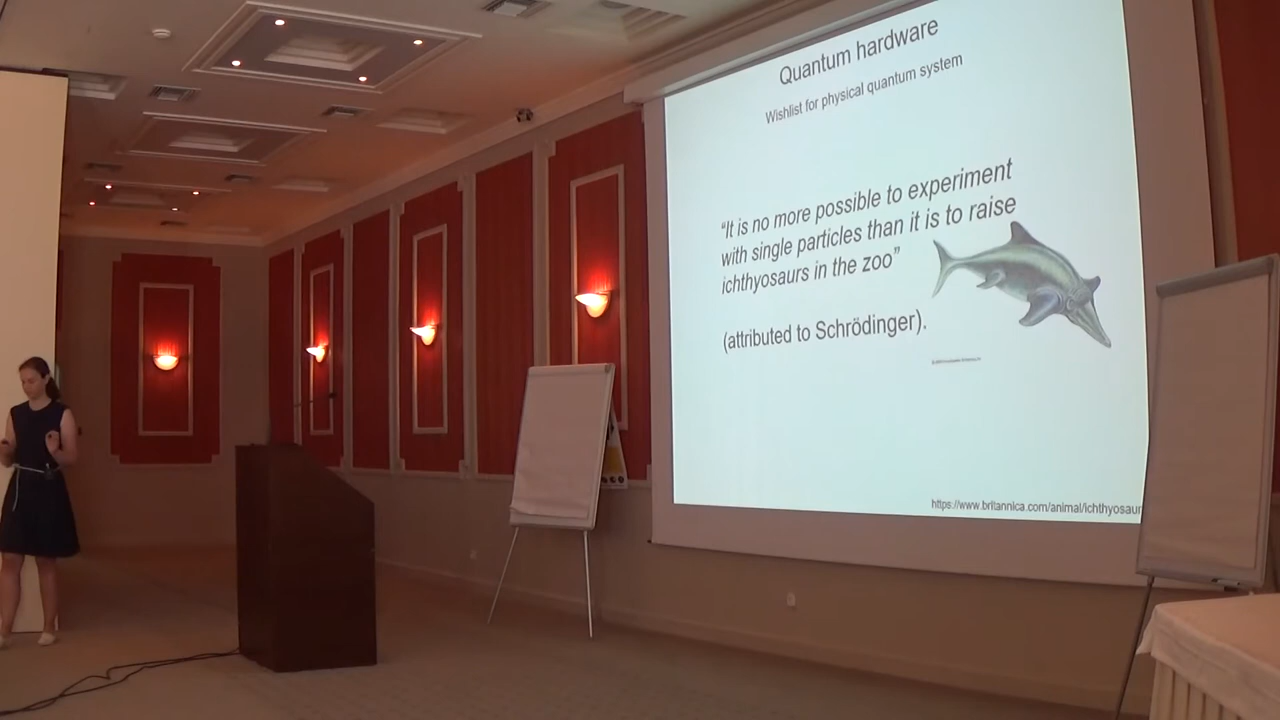 Quantum hardware
Wishlist for physical quantum system
“It is no more possible to experiment
with single particles than it is to raise
ichthyosaurs in the zoo”
(attributed to Schrödinger).
https://www.britannica.com/animal/ichthyosaur